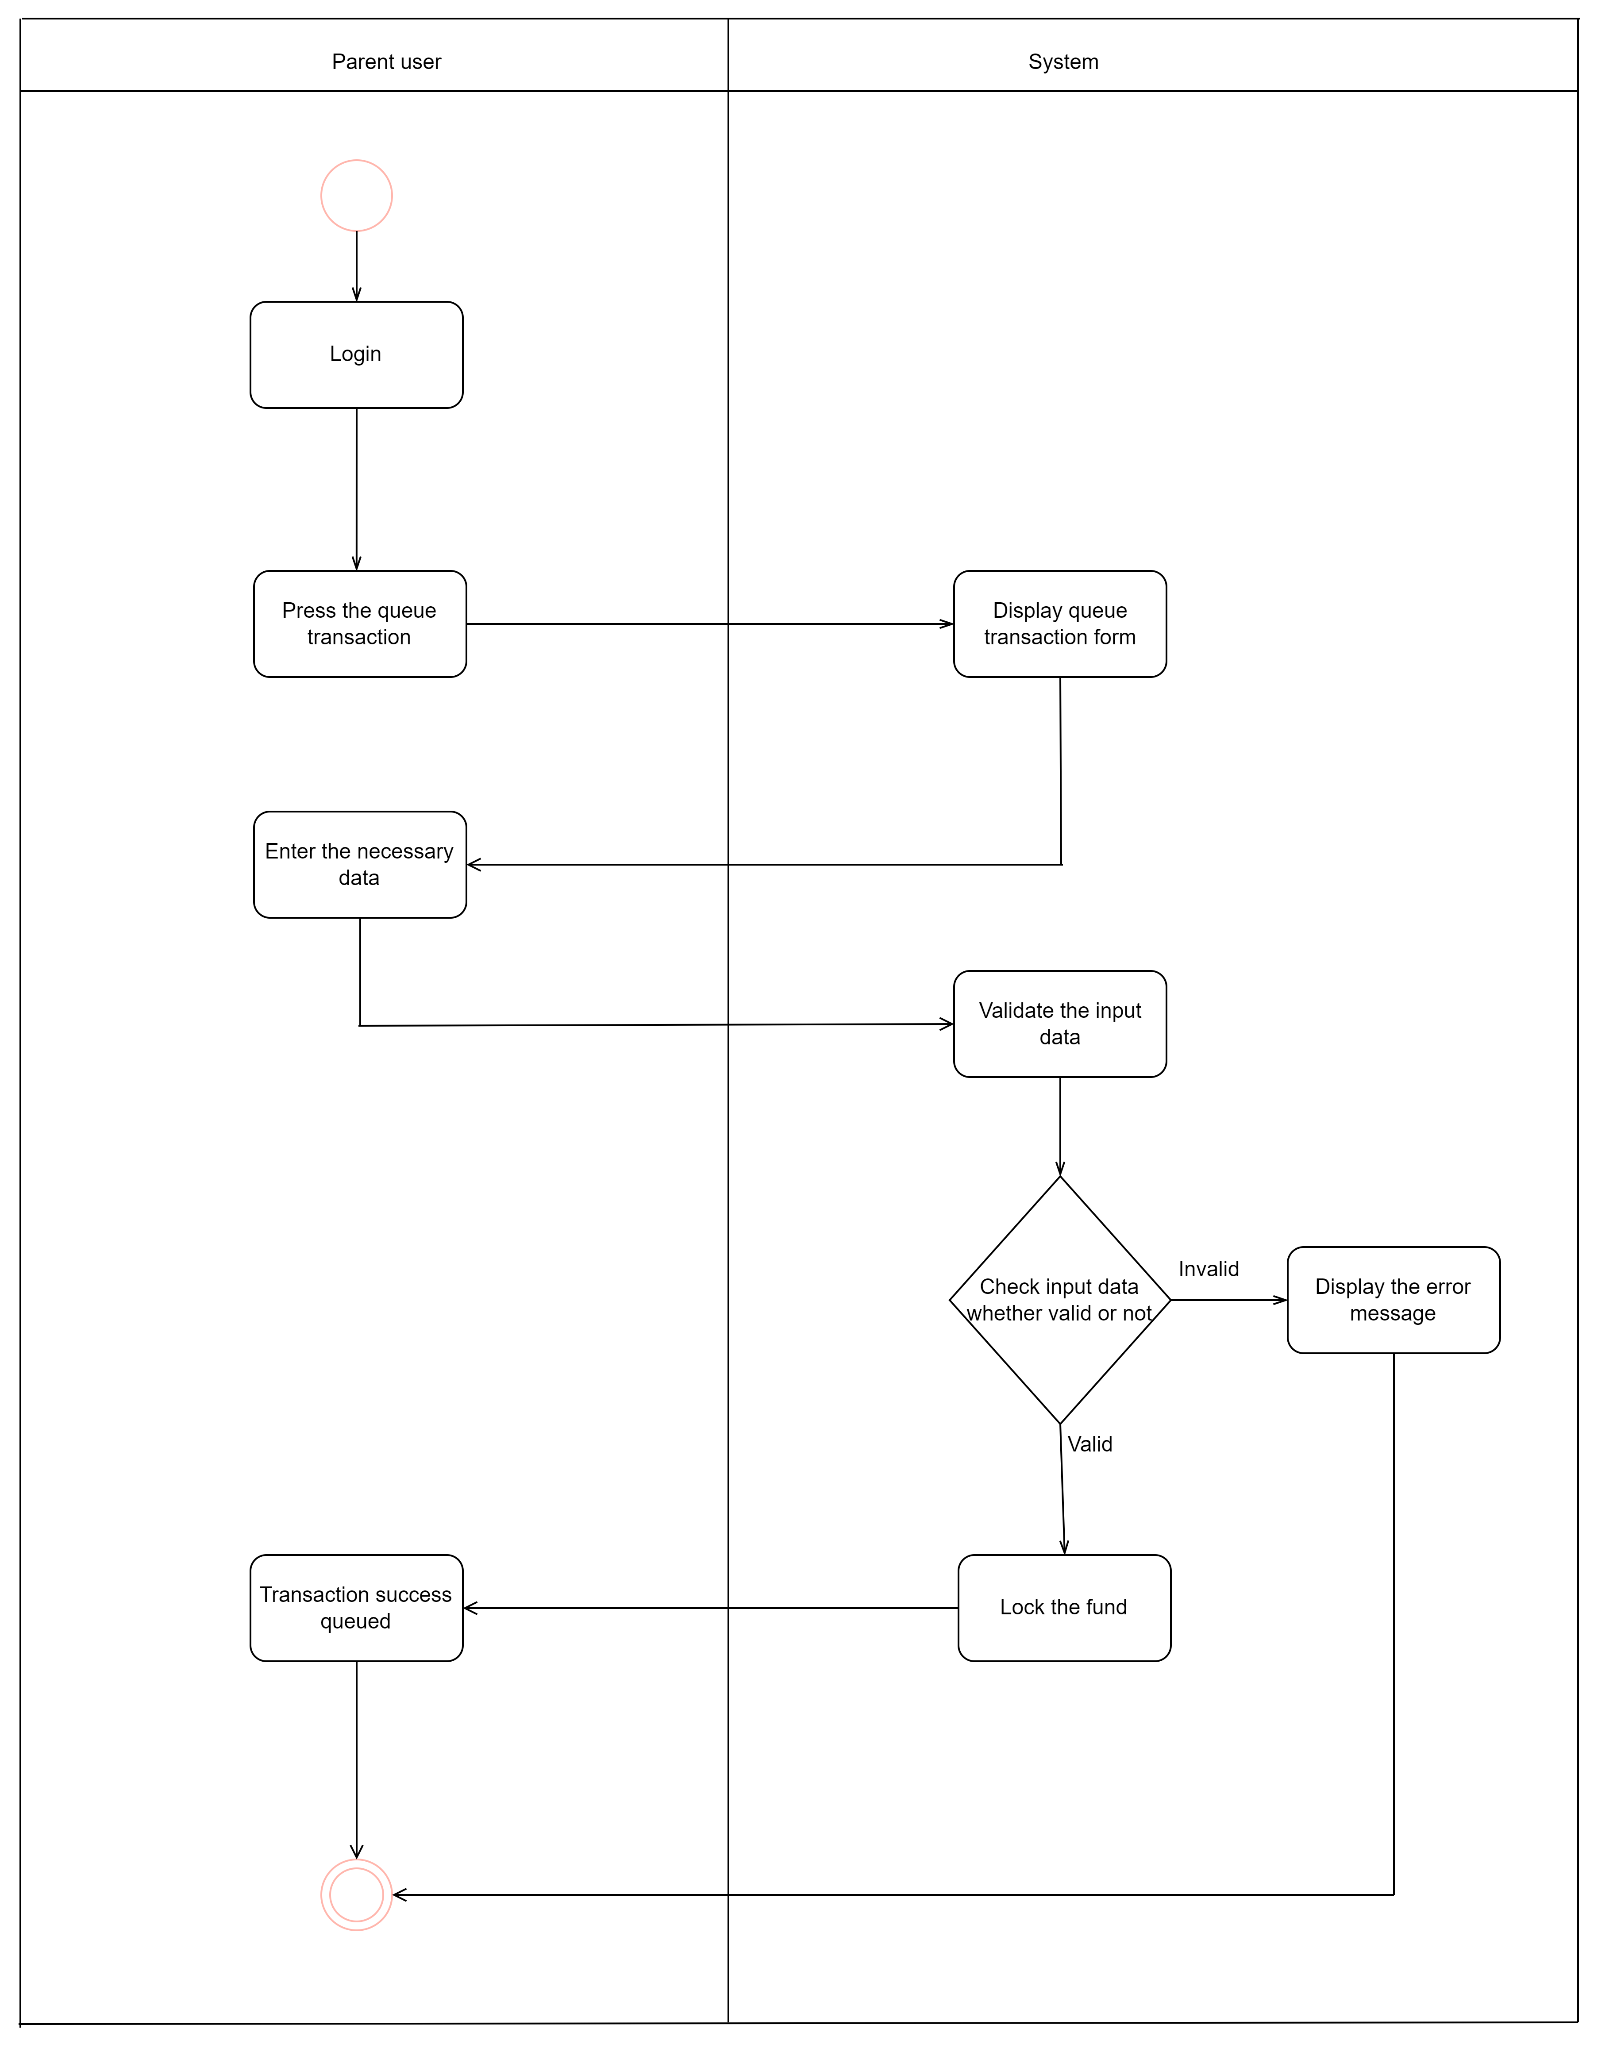 Parent user
System
Login
Press the queue
transaction
Display queue
transaction form
Enter the necessary
data
Validate the input
data
Check input data
whether valid or not
Invalid
Display the error
message
Valid
Transaction success
queued
Lock the fund